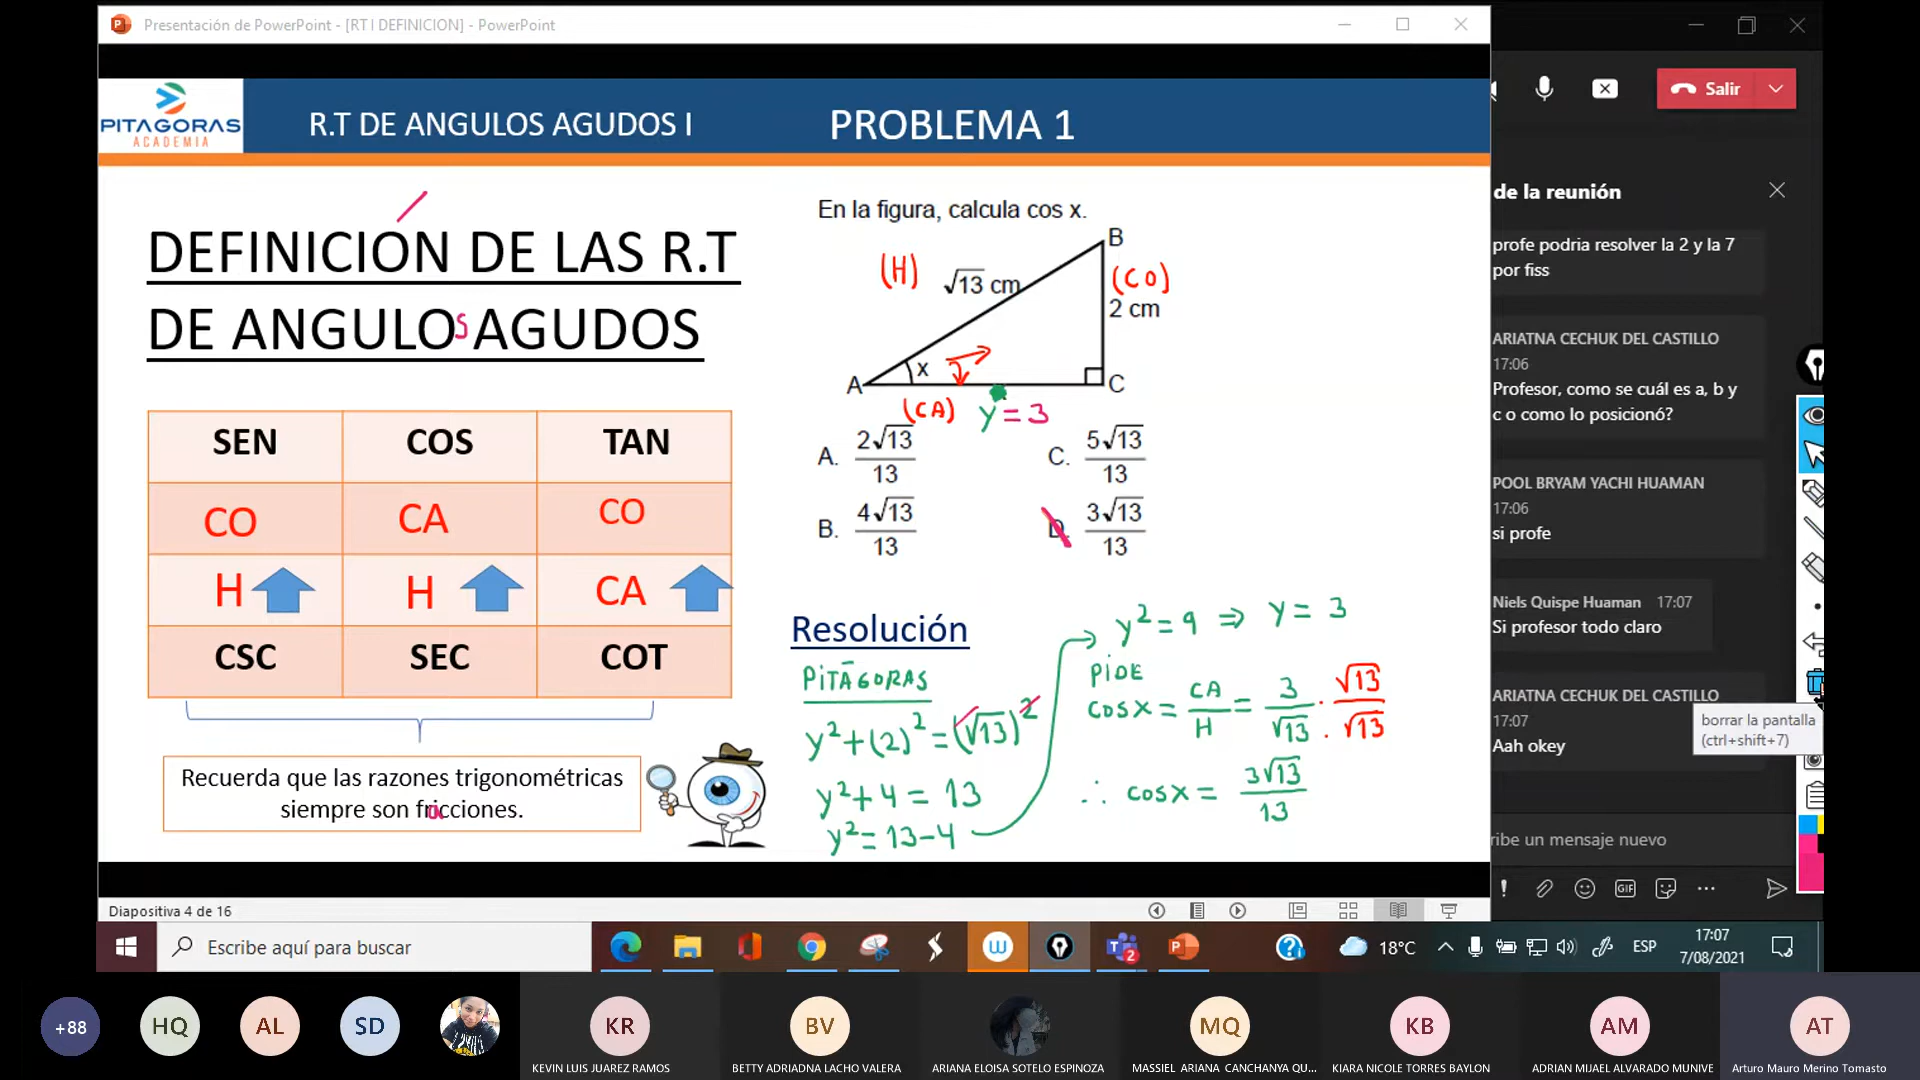 Presentación de PowerPoint - [RT I DEFINICION] - PowerPoint
PITAGORAS
ACADEMIA
R.T DE ANGULOS AGUDOS I
PROBLEMA 1
DEFINICION DE LAS R.T
DE ANGULOS AGUDOS
SEN COS TAN
CO CA CO
H H CA
CSC SEC COT
Recuerda que las razones trigonométricas
siempre son fracciones.
En la figura, calcula cos x.
B
(H) √13 cm (CO)
2 cm
A x C
(CA) y = 3
A. 2√13/13 C. 5√13/13
B. 4√13/13 D. 3√13/13
Resolución
PITÁGORAS
y²+(2)²=(√13)²
y²+4 = 13
y²= 13-4
y²=9 ⇒ y= 3
PIDE
cosx = CA/H = 3/√13 . √13/√13
∴ cosx = 3√13/13
Salir
de la reunión
profe podria resolver la 2 y la 7
por fiss
ARIATNA CECHUK DEL CASTILLO
17:06
Profesor, como se cuál es a, b y
c o como lo posicionó?
POOL BRYAM YACHI HUAMAN
17:06
si profe
Niels Quispe Huaman 17:07
Si profesor todo claro
ARIATNA CECHUK DEL CASTILLO
17:07
Aah okey
borrar la pantalla
(ctrl+shift+7)
ribe un mensaje nuevo
GIF
Diapositiva 4 de 16
Escribe aquí para buscar
W
2
18°C
ESP
17:07
7/08/2021
+88
HQ
AL
SD
KR
BV
MQ
KB
AM
AT
KEVIN LUIS JUAREZ RAMOS
BETTY ADRIADNA LACHO VALERA
ARIANA ELOISA SOTELO ESPINOZA
MASSIEL ARIANA CANCHANYA QU...
KIARA NICOLE TORRES BAYLON
ADRIAN MIJAEL ALVARADO MUNIVE
Arturo Mauro Merino Tomasto